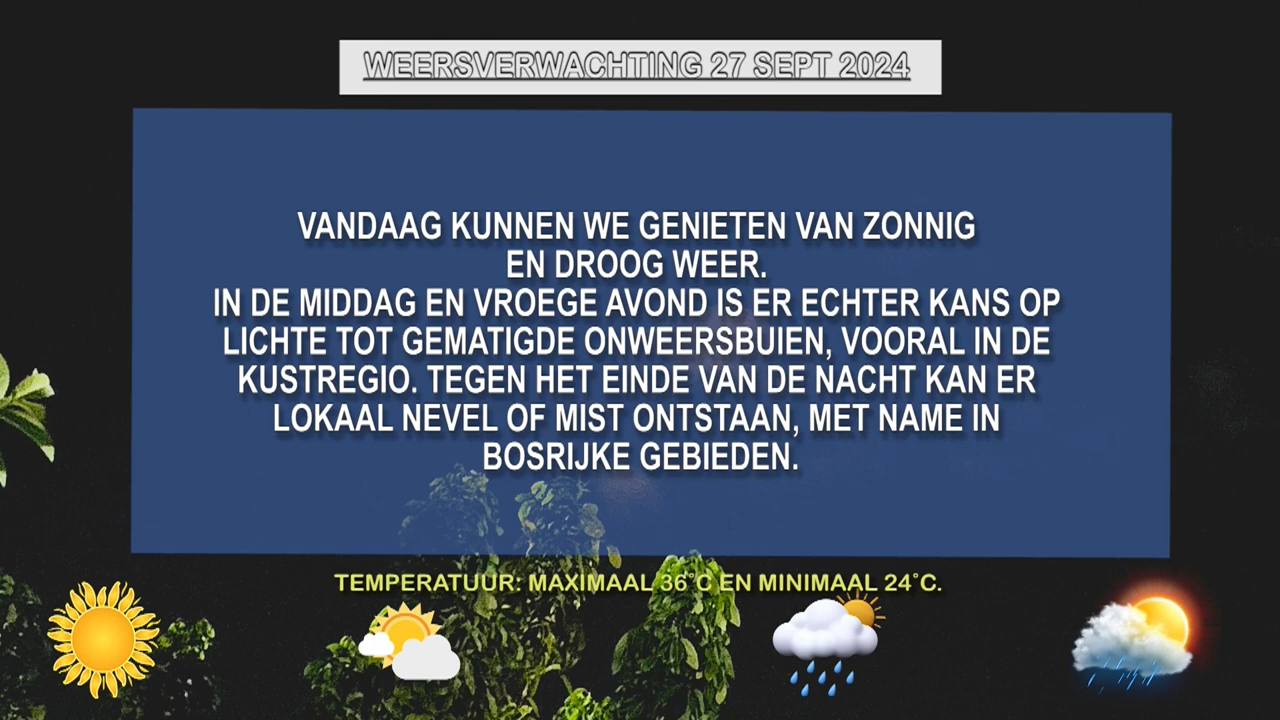 WEERSVERWACHTING 27 SEPT 2024
VANDAAG KUNNEN WE GENIETEN VAN ZONNIG
EN DROOG WEER.
IN DE MIDDAG EN VROEGE AVOND IS ER ECHTER KANS OP
LICHTE TOT GEMATIGDE ONWEERSBUIEN, VOORAL IN DE
KUSTREGIO. TEGEN HET EINDE VAN DE NACHT KAN ER
LOKAAL NEVEL OF MIST ONTSTAAN, MET NAME IN
BOSRIJKE GEBIEDEN.
TEMPERATUUR: MAXIMAAL 36°C EN MINIMAAL 24°C.